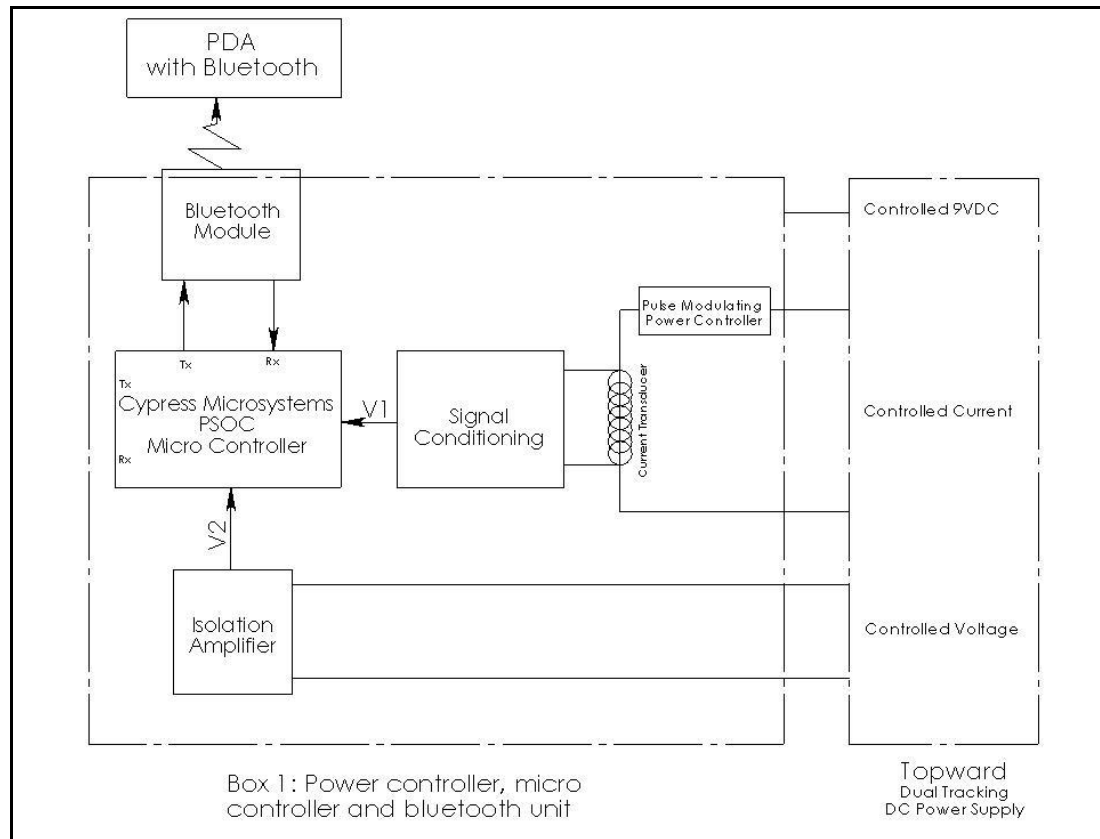 PDA
with Bluetooth
Bluetooth
Module
Controlled 9VDC
Pulse Modulating
Power Controller
Tx
Rx
Tx
Cypress Microsystems
PSOC
Micro Controller
Rx
V1
Signal
Conditioning
Current Transducer
Controlled Current
V2
Isolation
Amplifier
Controlled Voltage
Box 1: Power controller, micro
controller and bluetooth unit
Topward
Dual Tracking
DC Power Supply